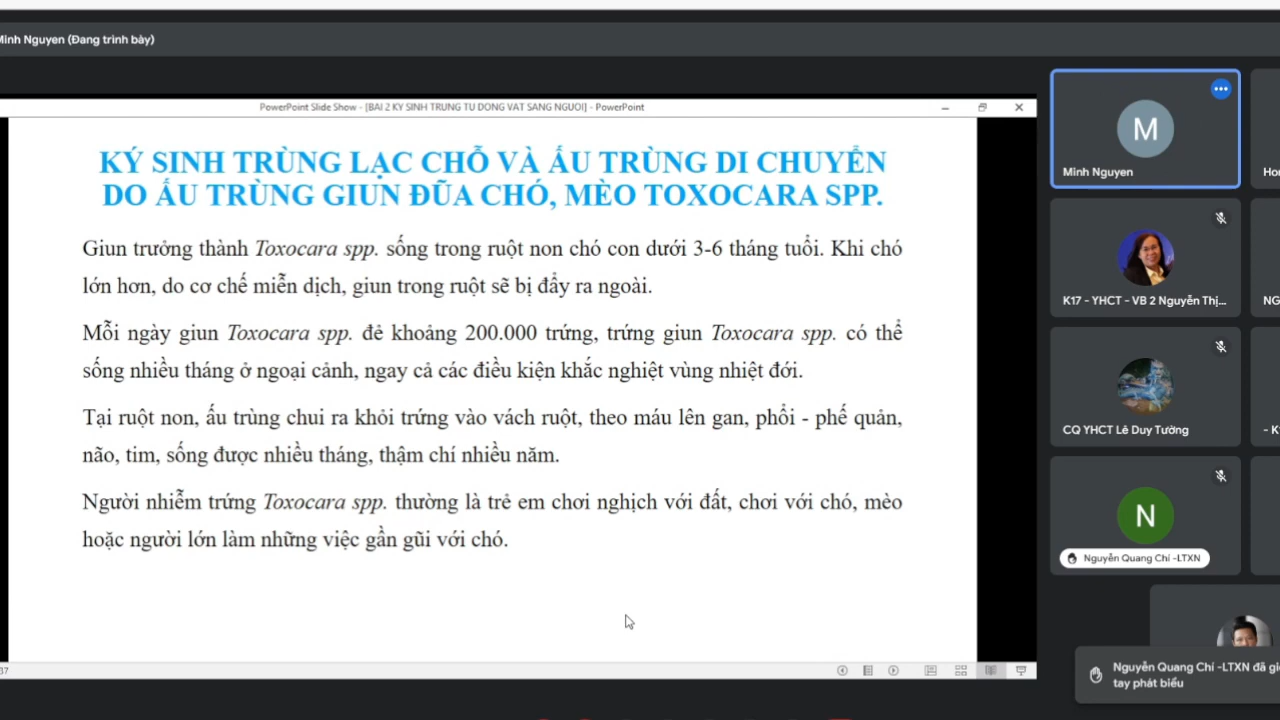 Minh Nguyen (Đang trình bày)
PowerPoint Slide Show - [BAI 2 KY SINH TRUNG TU DONG VAT SANG NGUOI] - PowerPoint
KÝ SINH TRÙNG LẠC CHỖ VÀ ẤU TRÙNG DI CHUYỂN
DO ẤU TRÙNG GIUN ĐŨA CHÓ, MÈO TOXOCARA SPP.
Giun trưởng thành Toxocara spp. sống trong ruột non chó con dưới 3-6 tháng tuổi. Khi chó
lớn hơn, do cơ chế miễn dịch, giun trong ruột sẽ bị đẩy ra ngoài.
Mỗi ngày giun Toxocara spp. đẻ khoảng 200.000 trứng, trứng giun Toxocara spp. có thể
sống nhiều tháng ở ngoại cảnh, ngay cả các điều kiện khắc nghiệt vùng nhiệt đới.
Tại ruột non, ấu trùng chui ra khỏi trứng vào vách ruột, theo máu lên gan, phổi - phế quản,
não, tim, sống được nhiều tháng, thậm chí nhiều năm.
Người nhiễm trứng Toxocara spp. thường là trẻ em chơi nghịch với đất, chơi với chó, mèo
hoặc người lớn làm những việc gần gũi với chó.
M
Minh Nguyen
K17 - YHCT - VB 2 Nguyễn Thị...
CQ YHCT Lê Duy Tường
N
Nguyễn Quang Chí -LTXN
Nguyễn Quang Chí -LTXN đã
tay phát biểu